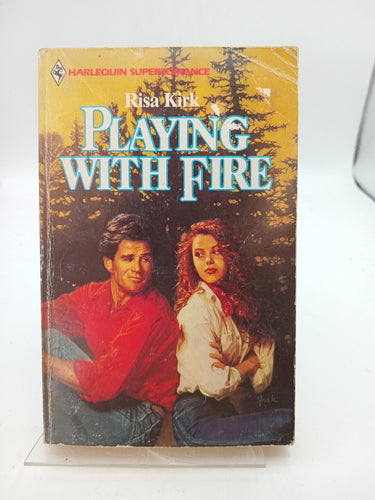 HARLEQUIN SUPERROMANCE
Risa Kirk
PLAYING
WITH FIRE